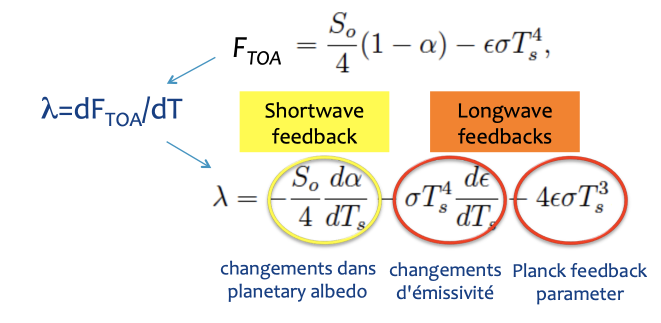 F_TOA = S_o/4 (1 − α) − ϵσT_s^4,
λ=dF_TOA/dT
Shortwave
feedback
Longwave
feedbacks
λ = − S_o/4 dα/dT_s − σT_s^4 dϵ/dT_s − 4ϵσT_s^3
changements dans
planetary albedo
changements
d'émissivité
Planck feedback
parameter